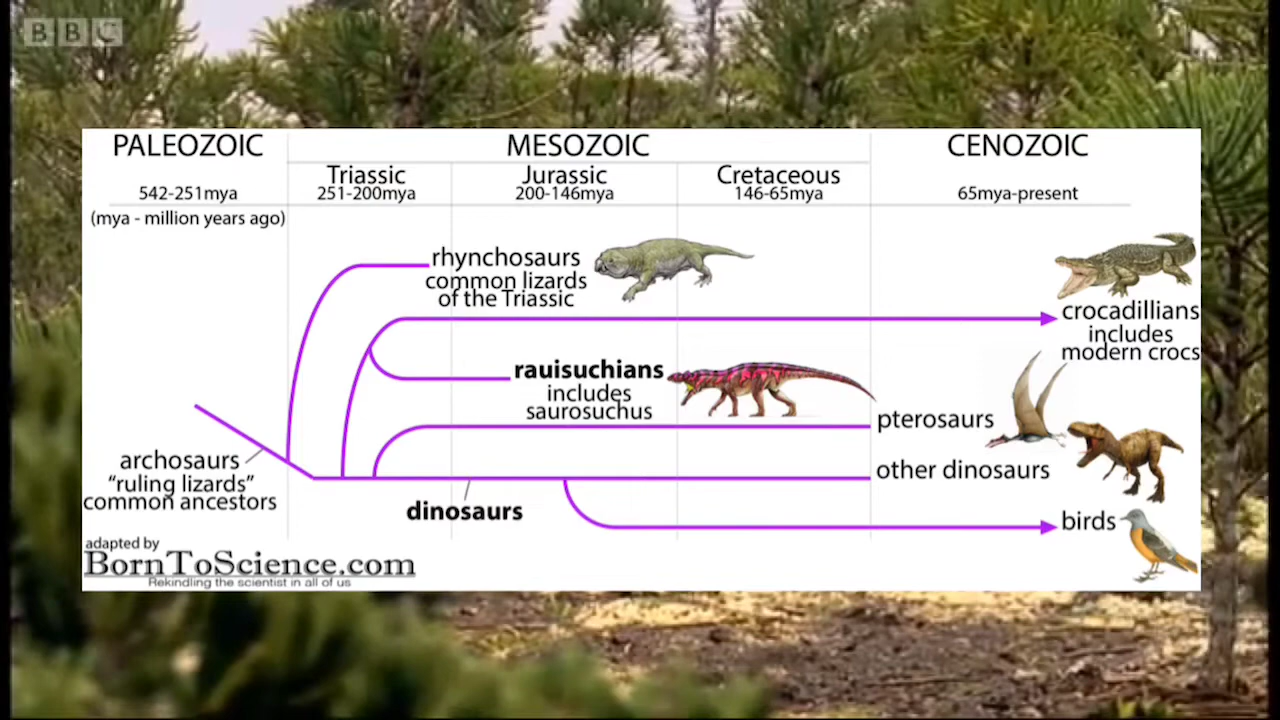 BBC
PALEOZOIC
MESOZOIC
CENOZOIC
Triassic
Jurassic
Cretaceous
542-251mya
251-200mya
200-146mya
146-65mya
65mya-present
(mya - million years ago)
rhynchosaurs
common lizards
of the Triassic
crocadillians
includes
modern crocs
rauisuchians
includes
saurosuchus
pterosaurs
archosaurs
"ruling lizards"
common ancestors
other dinosaurs
dinosaurs
birds
adapted by
BornToScience.com
Rekindling the scientist in all of us